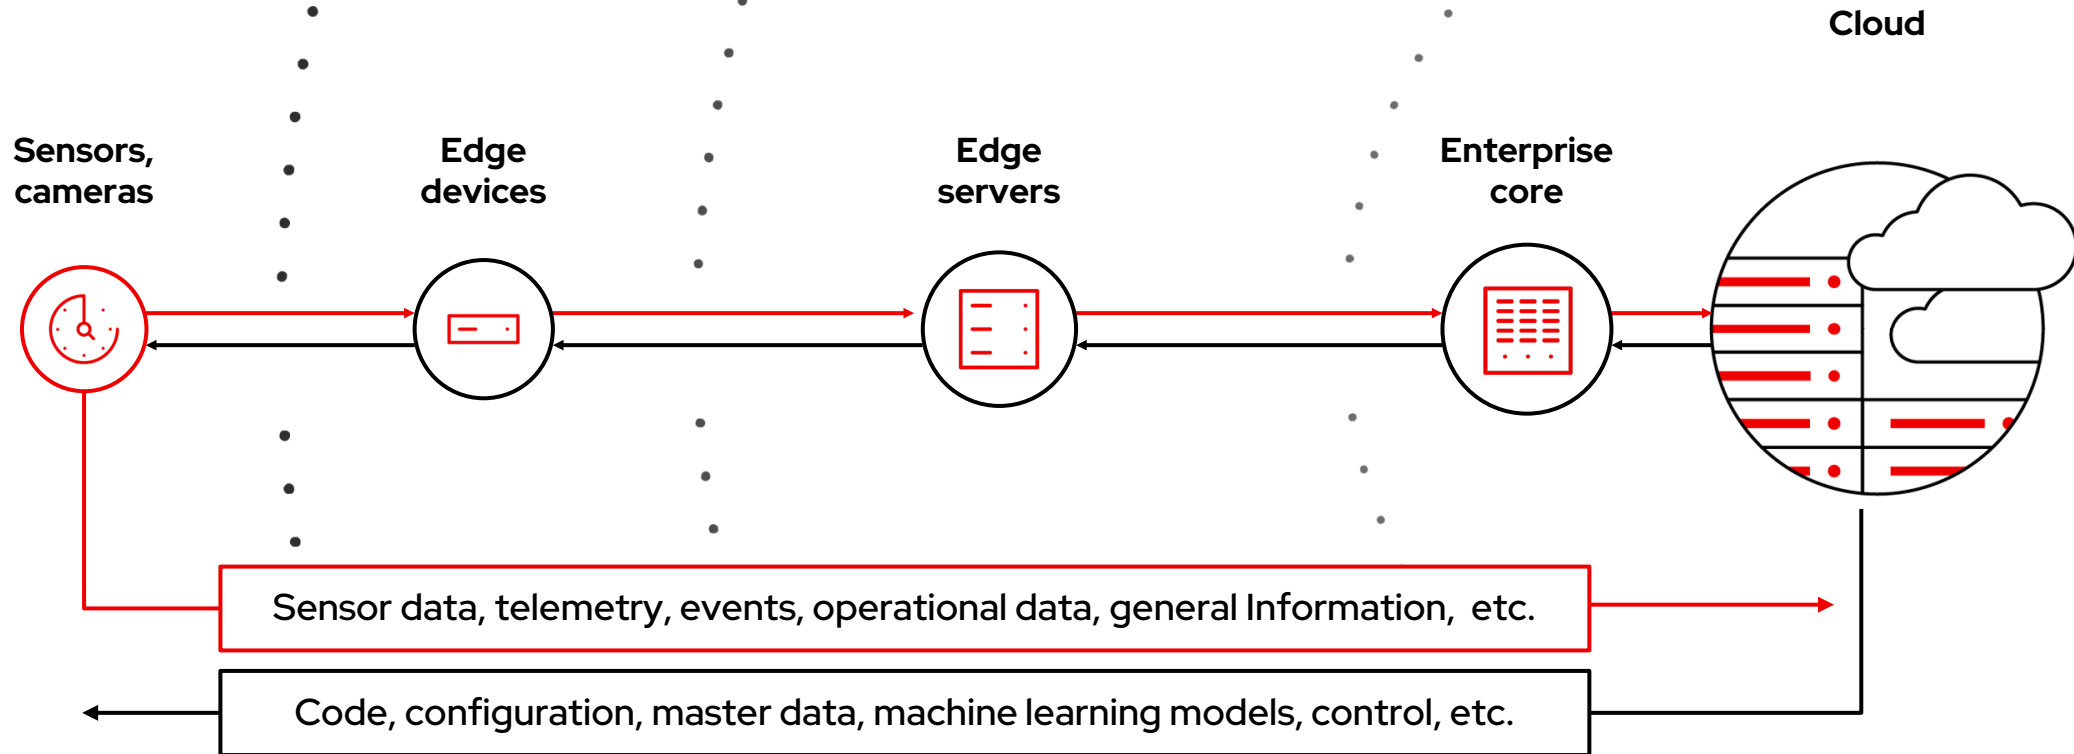 Cloud
Sensors,
cameras
Edge
devices
Edge
servers
Enterprise
core
Sensor data, telemetry, events, operational data, general Information, etc.
Code, configuration, master data, machine learning models, control, etc.